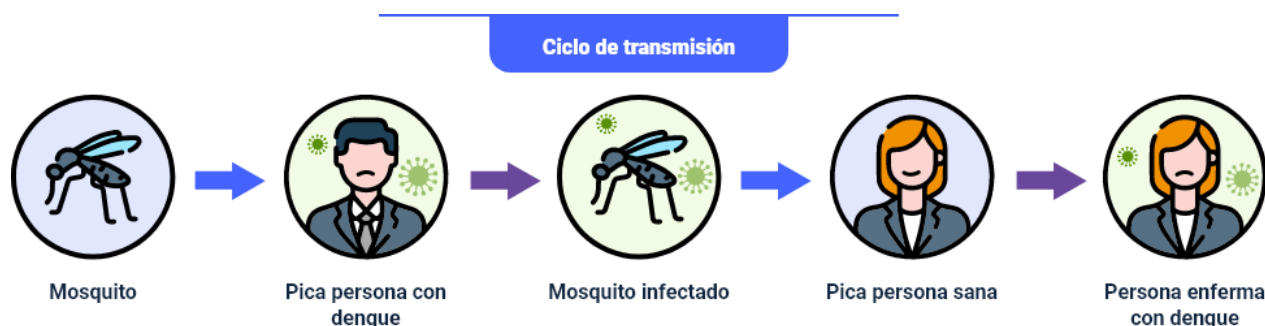 Ciclo de transmisión
Mosquito
Pica persona con
dengue
Mosquito infectado
Pica persona sana
Persona enferma
con dengue